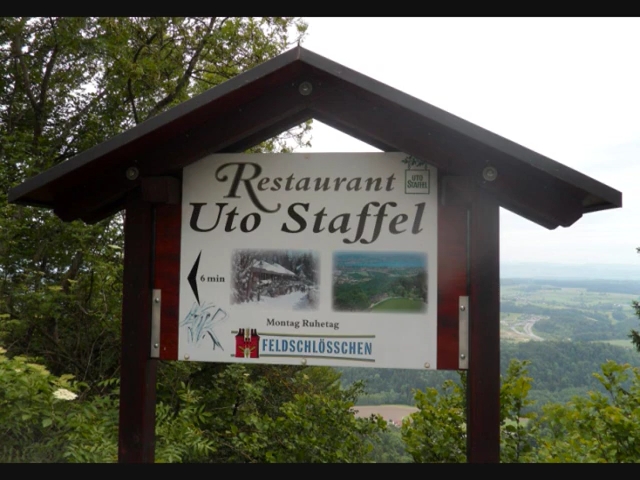 Restaurant
UTO
STAFFEL
Uto Staffel
6 min
Montag Ruhetag
FELDSCHLÖSSCHEN